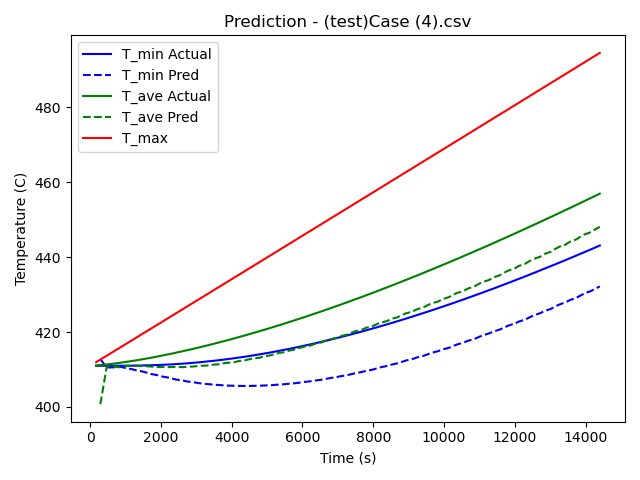 Prediction - (test)Case (4).csv
T_min Actual
T_min Pred
T_ave Actual
T_ave Pred
T_max
Temperature (C)
480
460
440
420
400
0 2000 4000 6000 8000 10000 12000 14000
Time (s)